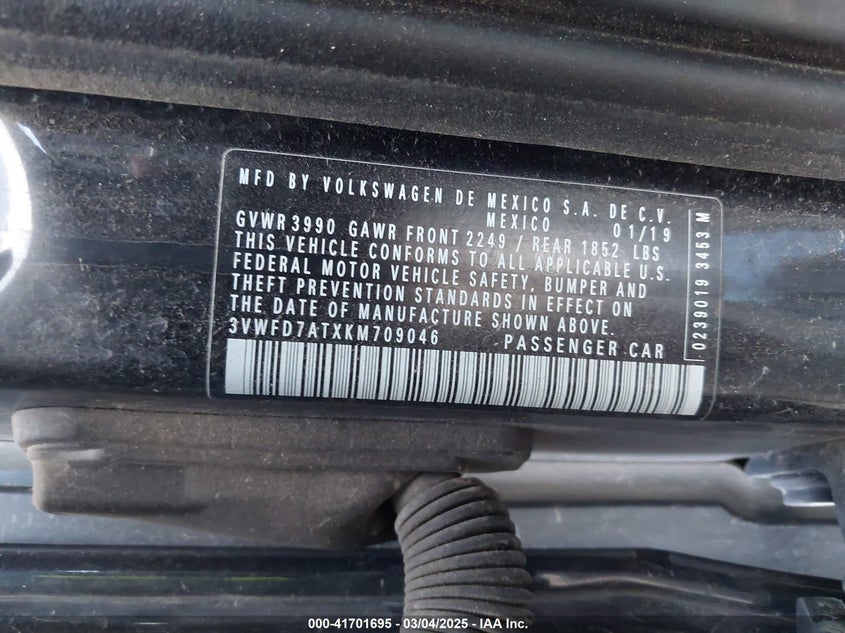 MFD BY VOLKSWAGEN DE MEXICO S.A. DE C.V.
MEXICO 01/19
GVWR 3990 GAWR FRONT 2249 / REAR 1852 LBS
THIS VEHICLE CONFORMS TO ALL APPLICABLE U.S.
FEDERAL MOTOR VEHICLE SAFETY, BUMPER AND
THEFT PREVENTION STANDARDS IN EFFECT ON
THE DATE OF MANUFACTURE SHOWN ABOVE.
3VWFD7ATXKM709046 PASSENGER CAR
0239019 3453 M
000-41701695 - 03/04/2025 - IAA Inc.